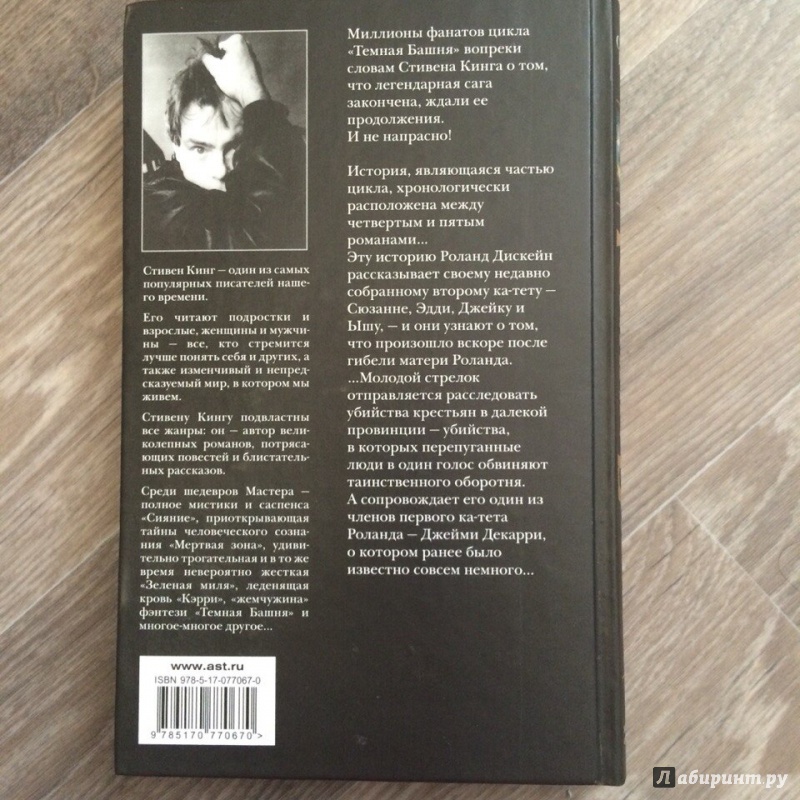 Стивен Кинг – один из самых
популярных писателей наше-
го времени.
Его читают подростки и
взрослые, женщины и мужчи-
ны – все, кто стремится
лучше понять себя и других, а
также изменчивый и непред-
сказуемый мир, в котором мы
живем.
Стивену Кингу подвластны
все жанры: он – автор вели-
колепных романов, потряса-
ющих повестей и блистатель-
ных рассказов.
Среди шедевров Мастера –
полное мистики и саспенса
«Сияние», приоткрывающая
тайны человеческого сознания
«Мертвая зона», удиви-
тельно трогательная и в то же
время невероятно жесткая
«Зеленая миля», леденящая
кровь «Кэрри», «жемчужина»
фэнтези «Темная Башня» и
многое-многое другое...
www.ast.ru
ISBN 978-5-17-077067-0
9 785170 770670 >
Миллионы фанатов цикла
«Темная Башня» вопреки
словам Стивена Кинга о том,
что легендарная сага
закончена, ждали ее
продолжения.
И не напрасно!
История, являющаяся частью
цикла, хронологически
расположена между
четвертым и пятым
романами...
Эту историю Роланд Дискейн
рассказывает своему недавно
собранному второму ка-тету –
Сюзанне, Эдди, Джейку и
Ышу, – и они узнают о том,
что произошло вскоре после
гибели матери Роланда.
...Молодой стрелок
отправляется расследовать
убийства крестьян в далекой
провинции – убийства,
в которых перепуганные
люди в один голос обвиняют
таинственного оборотня.
А сопровождает его один из
членов первого ка-тета
Роланда – Джейми Декарри,
о котором ранее было
известно совсем немного...
Лабиринт.ру